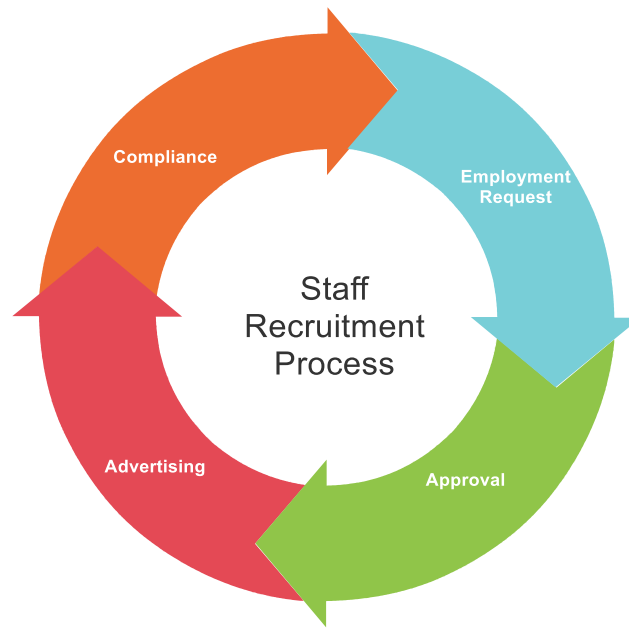 Compliance
Employment
Request
Staff
Recruitment
Process
Advertising
Approval